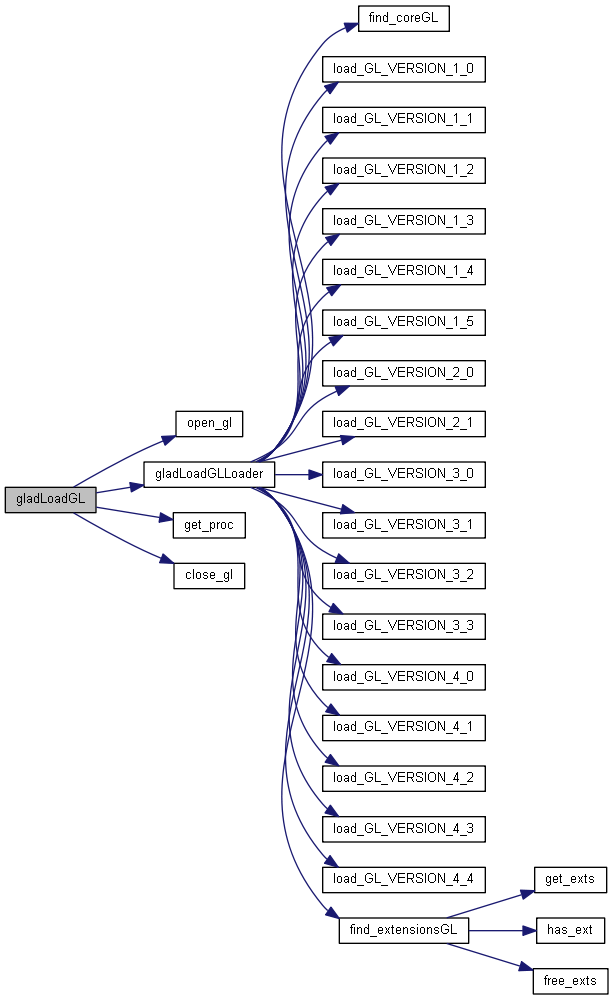 find_coreGL
load_GL_VERSION_1_0
load_GL_VERSION_1_1
load_GL_VERSION_1_2
load_GL_VERSION_1_3
load_GL_VERSION_1_4
load_GL_VERSION_1_5
load_GL_VERSION_2_0
open_gl
load_GL_VERSION_2_1
gladLoadGLLoader
load_GL_VERSION_3_0
gladLoadGL
get_proc
load_GL_VERSION_3_1
close_gl
load_GL_VERSION_3_2
load_GL_VERSION_3_3
load_GL_VERSION_4_0
load_GL_VERSION_4_1
load_GL_VERSION_4_2
load_GL_VERSION_4_3
load_GL_VERSION_4_4
get_exts
find_extensionsGL
has_ext
free_exts